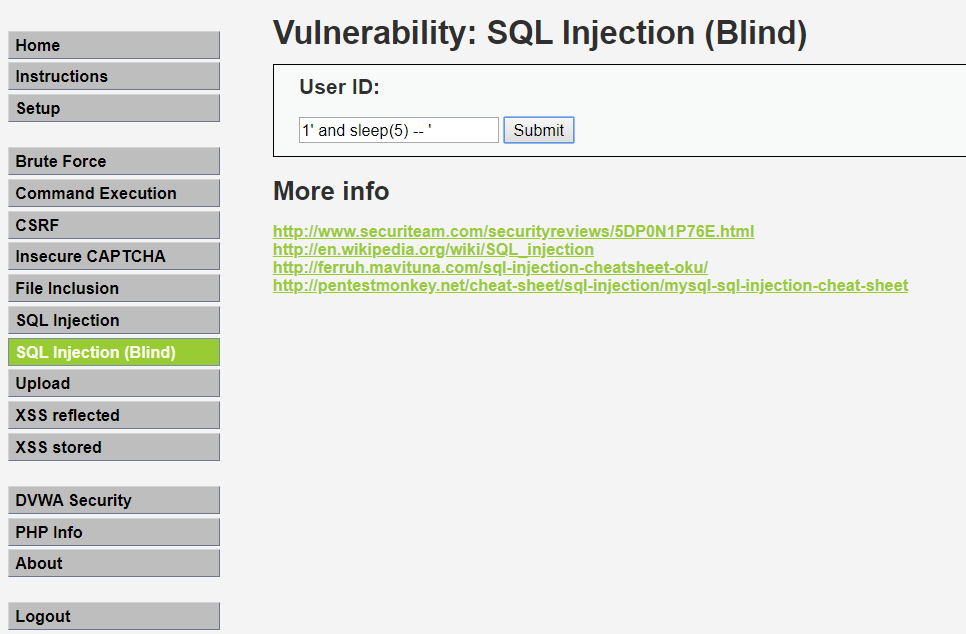 Home
Instructions
Setup
Brute Force
Command Execution
CSRF
Insecure CAPTCHA
File Inclusion
SQL Injection
SQL Injection (Blind)
Upload
XSS reflected
XSS stored
DVWA Security
PHP Info
About
Logout
Vulnerability: SQL Injection (Blind)
User ID:
1' and sleep(5) -- ' Submit
More info
http://www.securiteam.com/securityreviews/5DP0N1P76E.html
http://en.wikipedia.org/wiki/SQL_injection
http://ferruh.mavituna.com/sql-injection-cheatsheet-oku/
http://pentestmonkey.net/cheat-sheet/sql-injection/mysql-sql-injection-cheat-sheet